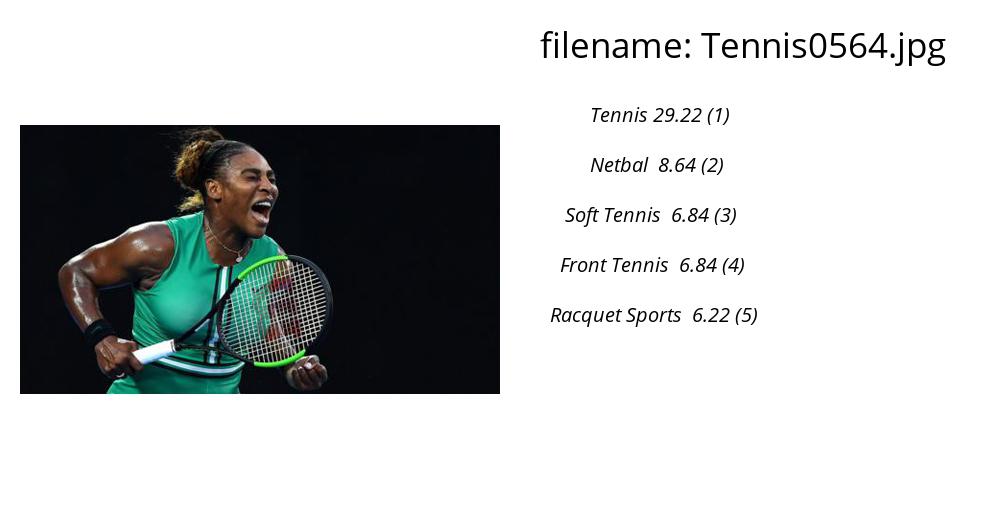 filename: Tennis0564.jpg
Tennis 29.22 (1)
Netbal 8.64 (2)
Soft Tennis 6.84 (3)
Front Tennis 6.84 (4)
Racquet Sports 6.22 (5)